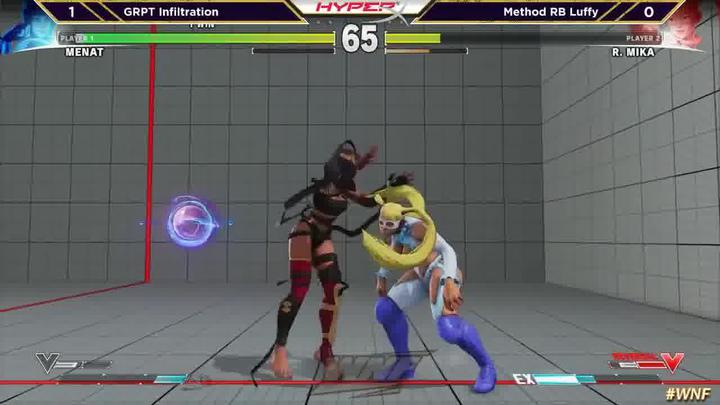 1 GRPT Infiltration HYPER Method RB Luffy 0
1 WIN
PLAYER 1 65 PLAYER 2
MENAT R. MIKA
EX
#WNF